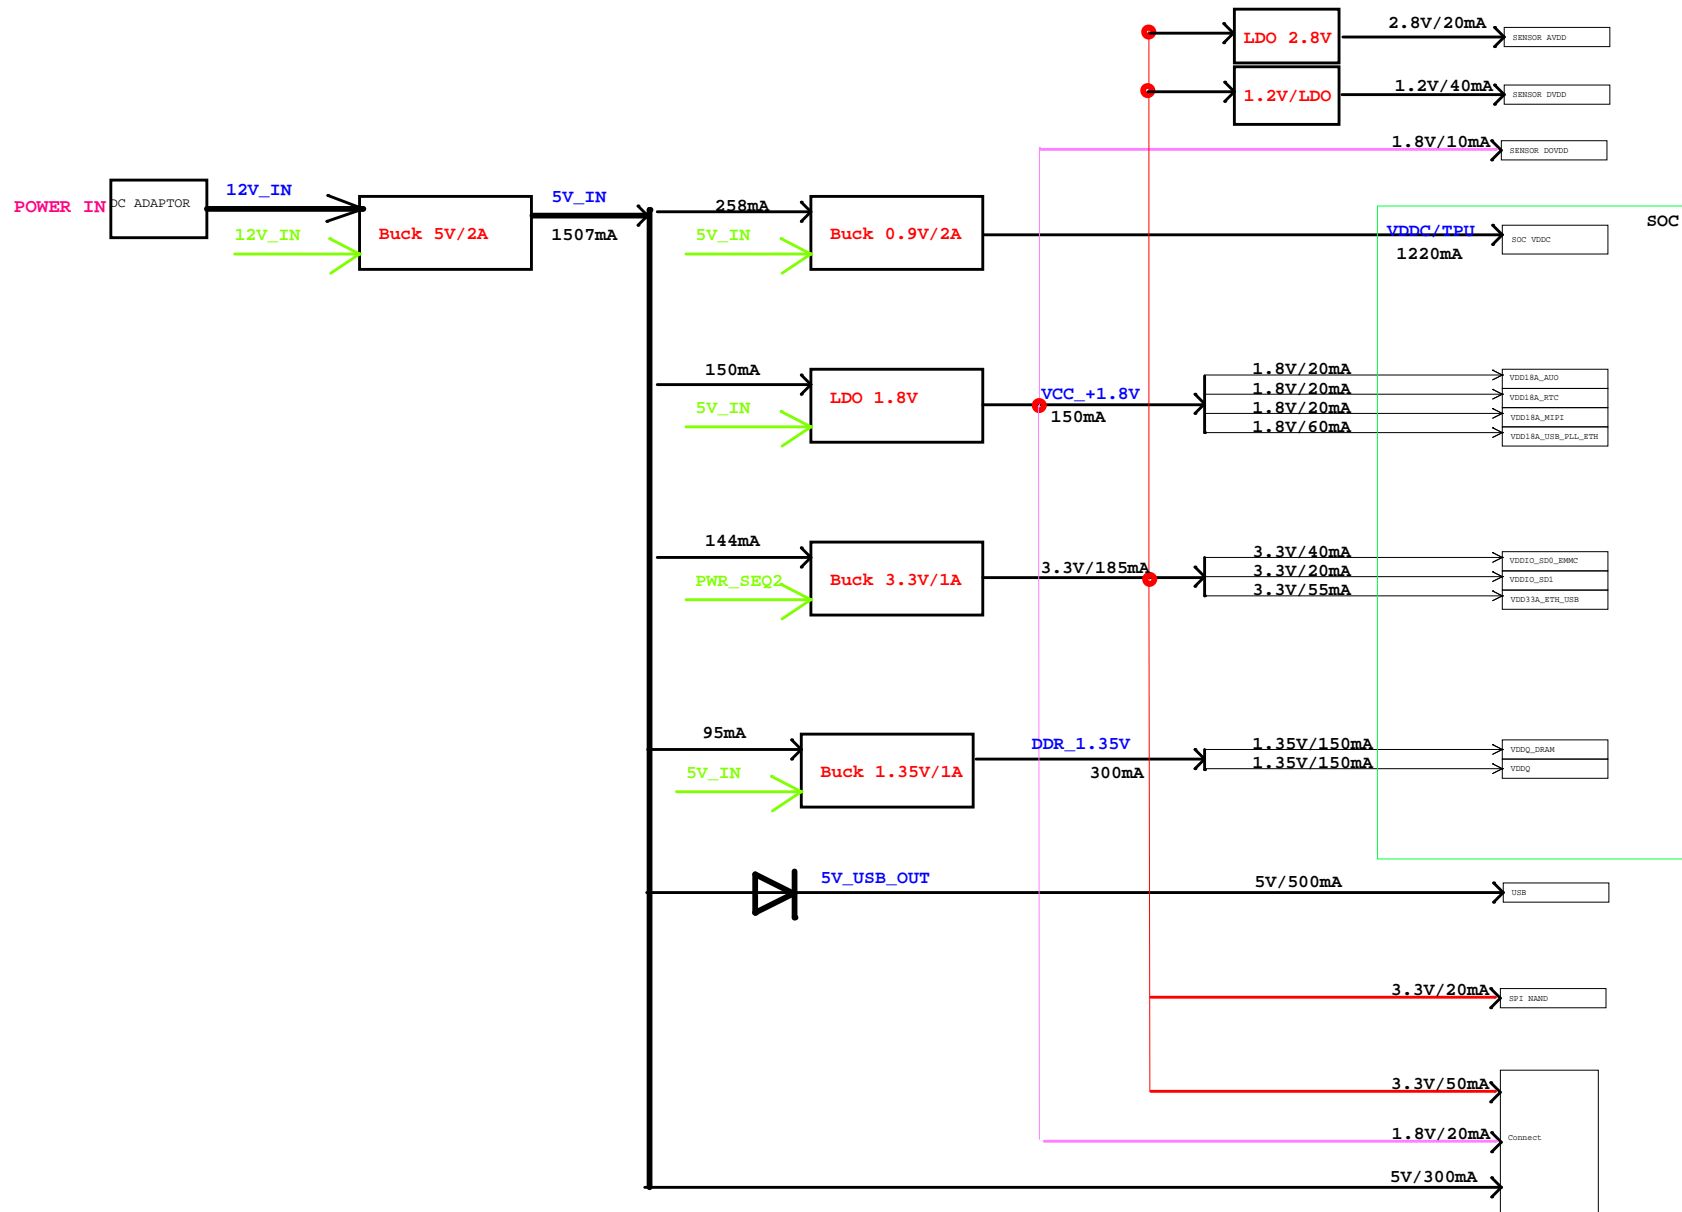 2.8V/20mA
LDO 2.8V
SENSOR AVDD
1.2V/40mA
1.2V/LDO
SENSOR DVDD
1.8V/10mA
SENSOR DOVDD
POWER IN
DC ADAPTOR
12V_IN
12V_IN
Buck 5V/2A
5V_IN
1507mA
258mA
5V_IN
Buck 0.9V/2A
VDDC/TPU
1220mA
SOC VDDC
SOC
150mA
5V_IN
LDO 1.8V
VCC_+1.8V
150mA
1.8V/20mA
VDD18A_AUO
1.8V/20mA
VDD18A_RTC
1.8V/20mA
VDD18A_MIPI
1.8V/60mA
VDD18A_USB_PLL_ETH
144mA
PWR_SEQ2
Buck 3.3V/1A
3.3V/185mA
3.3V/40mA
VDDIO_SD0_EMMC
3.3V/20mA
VDDIO_SD1
3.3V/55mA
VDD33A_ETH_USB
95mA
5V_IN
Buck 1.35V/1A
DDR_1.35V
300mA
1.35V/150mA
VDDQ_DRAM
1.35V/150mA
VDDQ
5V_USB_OUT
5V/500mA
USB
3.3V/20mA
SPI NAND
3.3V/50mA
1.8V/20mA
Connect
5V/300mA